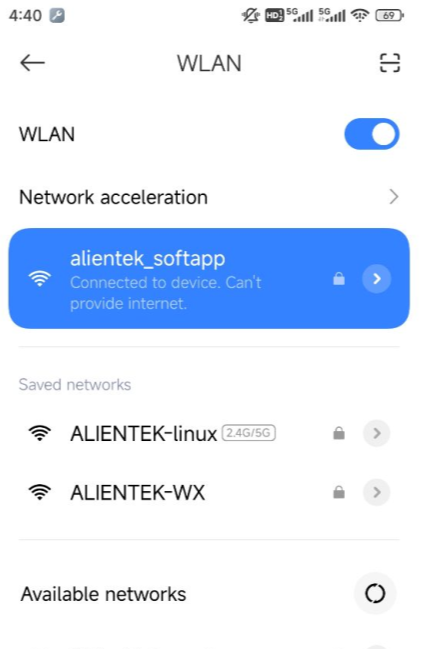 4:40 HD 5G 5G 69
WLAN
WLAN
Network acceleration
alientek_softapp
Connected to device. Can't
provide internet.
Saved networks
ALIENTEK-linux 2.4G/5G
ALIENTEK-WX
Available networks